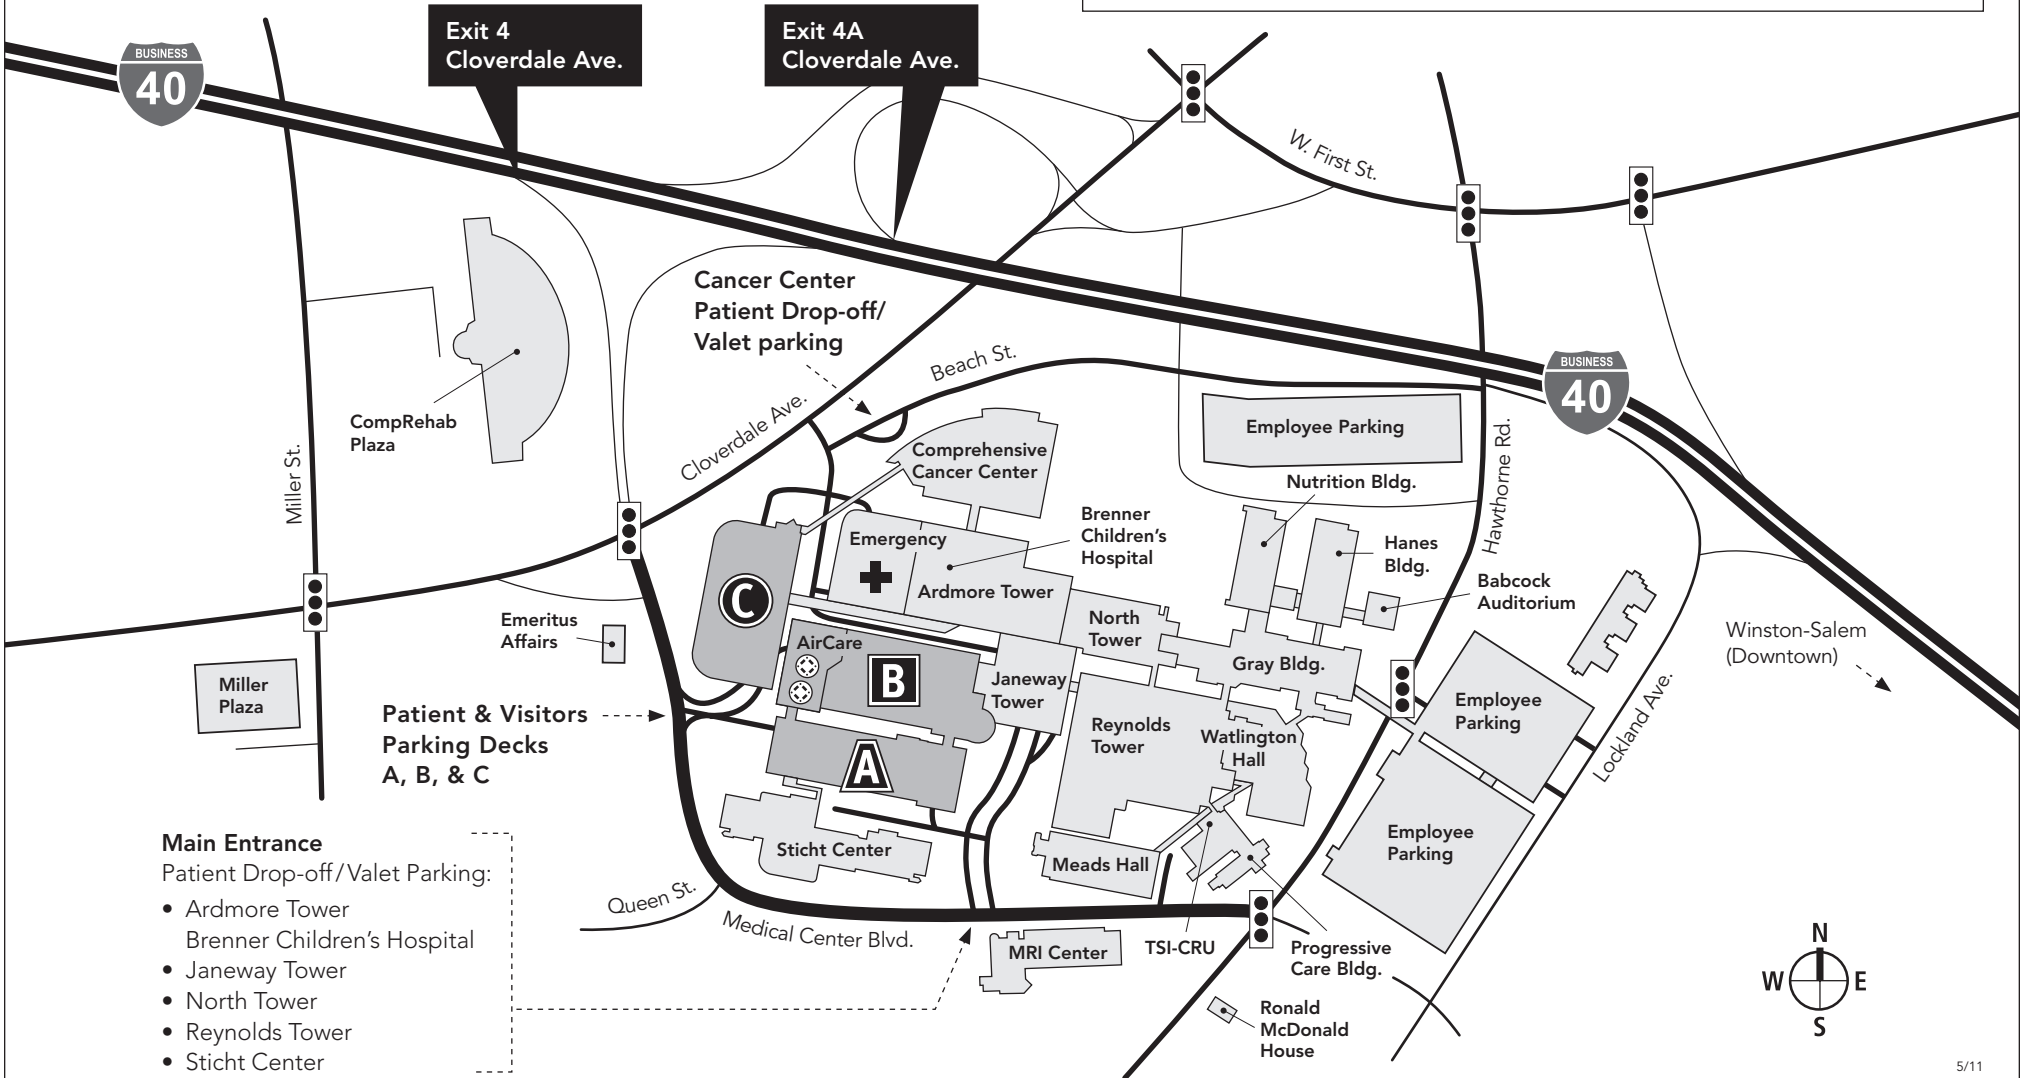 Exit 4
Cloverdale Ave.
Exit 4A
Cloverdale Ave.
BUSINESS
40
W. First St.
Cancer Center
Patient Drop-off/
Valet parking
Beach St.
BUSINESS
40
CompRehab
Plaza
Cloverdale Ave.
Employee Parking
Miller St.
Comprehensive
Cancer Center
Nutrition Bldg.
Hawthorne Rd.
Brenner
Children's
Hospital
Emergency
Hanes
Bldg.
Babcock
Auditorium
C
Ardmore Tower
North
Tower
Emeritus
Affairs
AirCare
Gray Bldg.
Winston-Salem
(Downtown)
Miller
Plaza
B
Janeway
Tower
Employee
Parking
Patient & Visitors
Parking Decks
A, B, & C
Reynolds
Tower
Watlington
Hall
Lockland Ave.
A
Employee
Parking
Sticht Center
Meads Hall
Main Entrance
Patient Drop-off/Valet Parking:
• Ardmore Tower
Brenner Children's Hospital
• Janeway Tower
• North Tower
• Reynolds Tower
• Sticht Center
Queen St.
Medical Center Blvd.
MRI Center
TSI-CRU
Progressive
Care Bldg.
Ronald
McDonald
House
N
W E
S
5/11